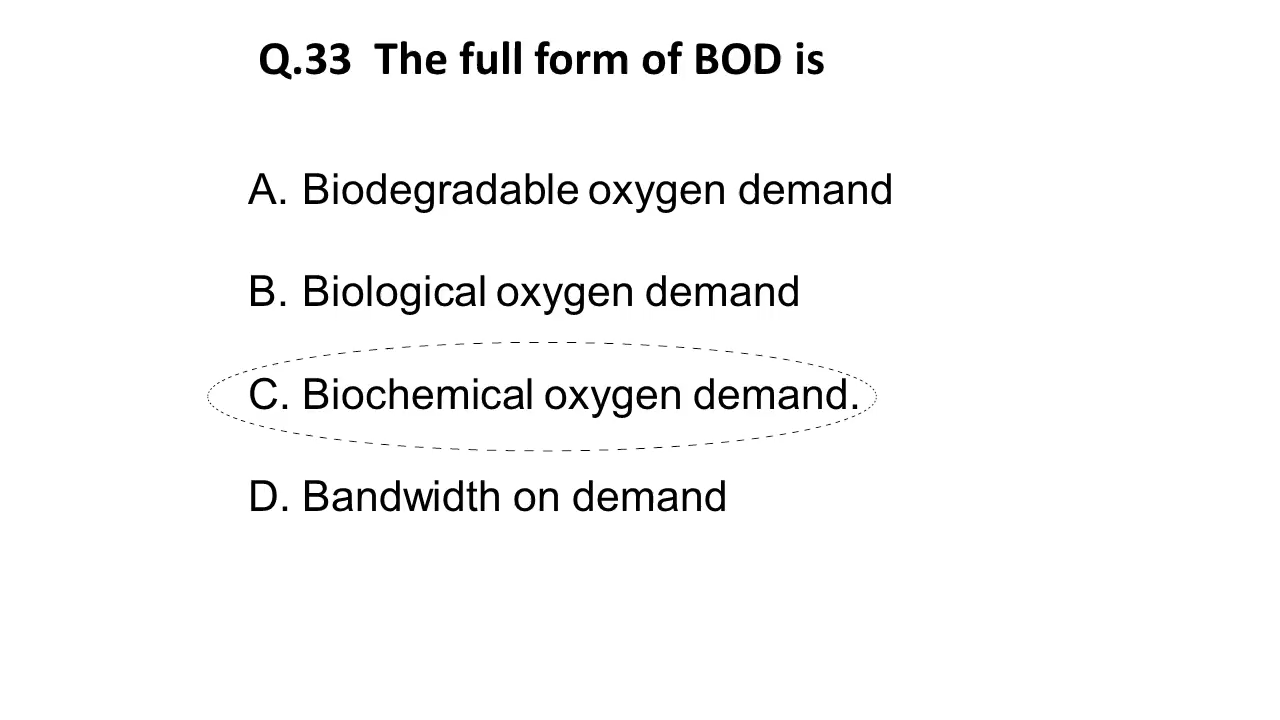 Q.33 The full form of BOD is
A. Biodegradable oxygen demand
B. Biological oxygen demand
C. Biochemical oxygen demand.
D. Bandwidth on demand